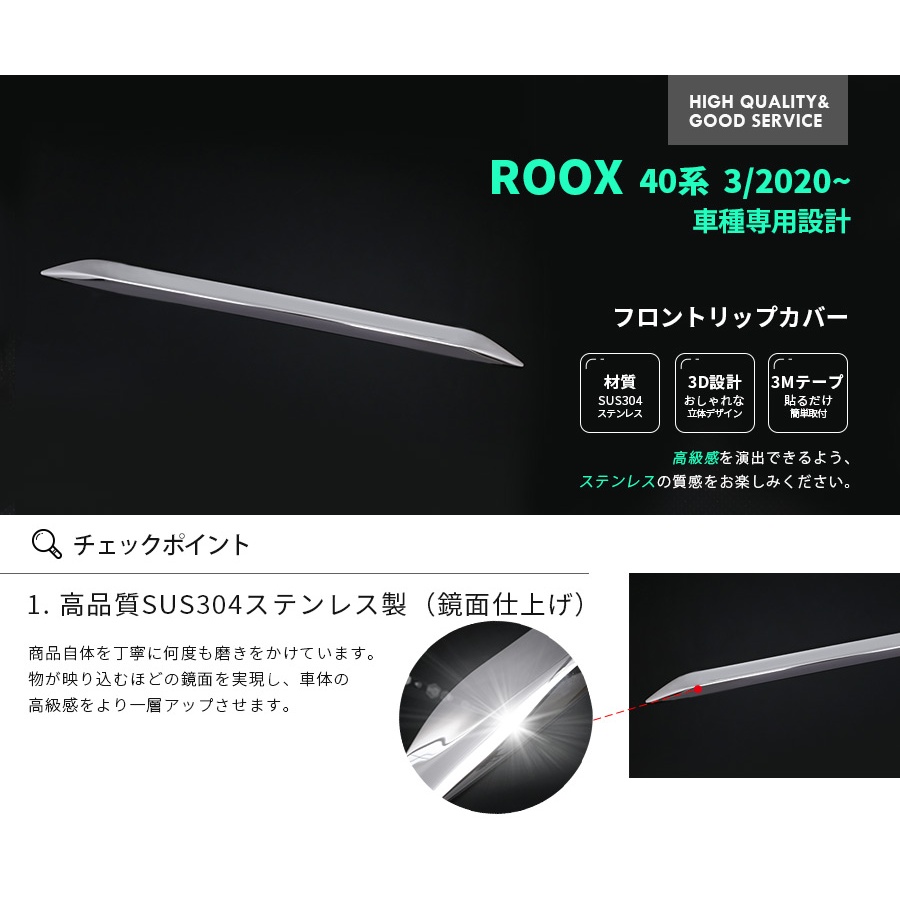 HIGH QUALITY&
GOOD SERVICE
ROOX 40系 3/2020~
車種専用設計
フロントリップカバー
材質
SUS304
ステンレス
3D設計
おしゃれな
立体デザイン
3Mテープ
貼るだけ
簡単取付
高級感を演出できるよう、
ステンレスの質感をお楽しみください。
チェックポイント
1. 高品質SUS304ステンレス製（鏡面仕上げ）
商品自体を丁寧に何度も磨きをかけています。
物が映り込むほどの鏡面を実現し、車体の
高級感をより一層アップさせます。